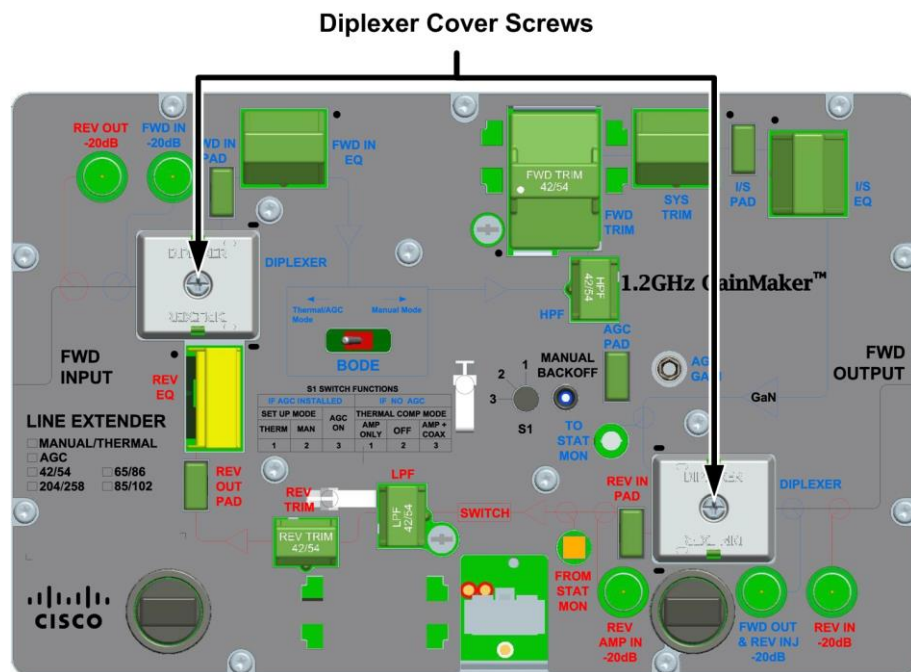 Diplexer Cover Screws
REV OUT
-20dB
FWD IN
-20dB
WD IN
PAD
FWD IN
EQ
FWD TRIM
42/54
FWD
TRIM
SYS
TRIM
I/S
PAD
I/S
EQ
DIPLEXER
DIPLEXER
DIPLEXER
HPF
42/54
HPF
1.2GHz GainMaker™
FWD
INPUT
Thermal/AGC
Mode
Manual Mode
BODE
AGC
PAD
AG
GAIN
FWD
OUTPUT
REV
EQ
S1 SWITCH FUNCTIONS
IF AGC INSTALLED
IF NO AGC
SET UP MODE
AGC
ON
THERMAL COMP MODE
THERM
MAN
AMP
ONLY
OFF
AMP +
COAX
1
2
3
1
2
3
1
2
3
S1
MANUAL
BACKOFF
GaN
TO
STAT
MON
LINE EXTENDER
MANUAL/THERMAL
AGC
42/54
65/86
204/258
85/102
REV
OUT
PAD
REV
TRIM
REV TRIM
42/54
LPF
LPF
42/54
SWITCH
REV IN
PAD
DIPLEXER
DIPLEXER
DIPLEXER
FROM
STAT
MON
REV
AMP IN
-20dB
FWD OUT
& REV INJ
-20dB
REV IN
-20dB
CISCO